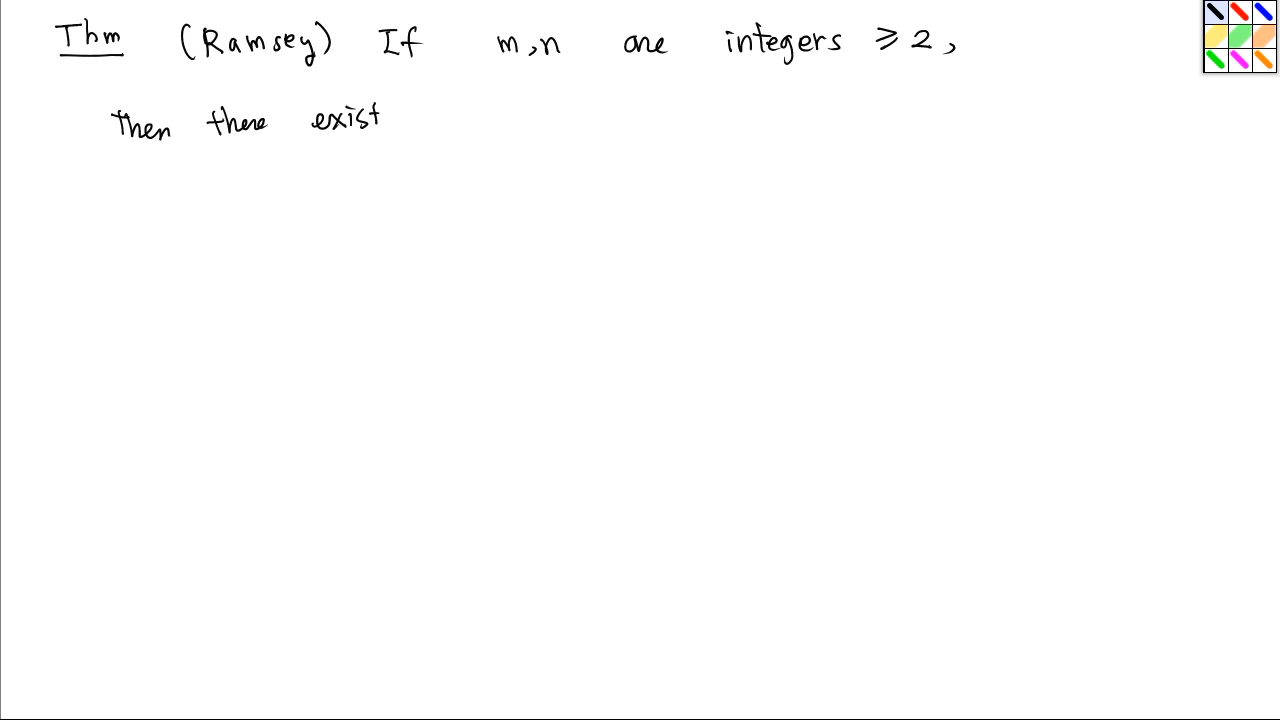 Thm (Ramsey) If m,n are integers ≥ 2,
then there exist